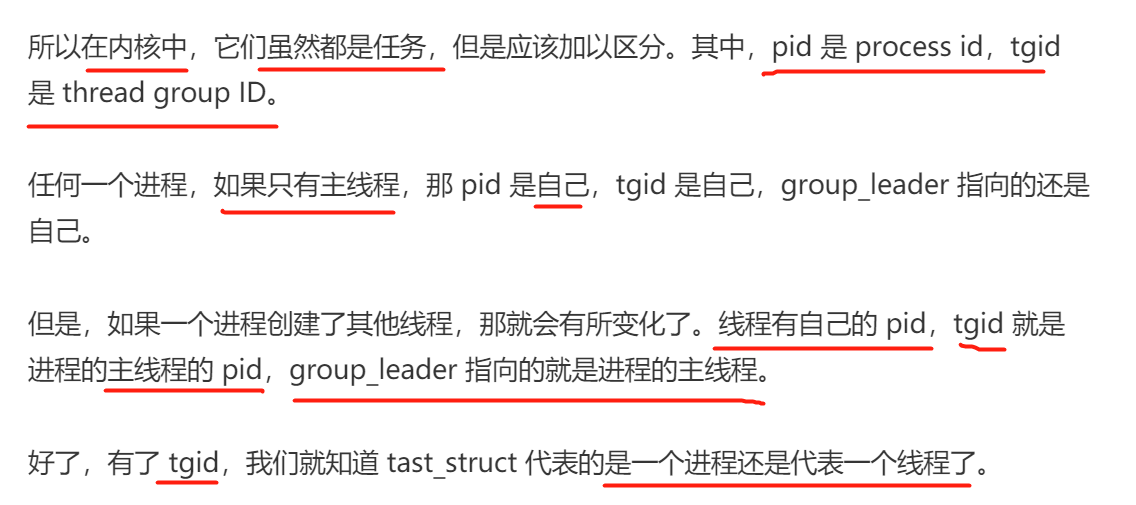 所以在内核中，它们虽然都是任务，但是应该加以区分。其中，pid 是 process id，tgid
是 thread group ID。
任何一个进程，如果只有主线程，那 pid 是自己，tgid 是自己，group_leader 指向的还是
自己。
但是，如果一个进程创建了其他线程，那就会有所变化了。线程有自己的 pid，tgid 就是
进程的主线程的 pid，group_leader 指向的就是进程的主线程。
好了，有了 tgid，我们就知道 tast_struct 代表的是一个进程还是代表一个线程了。